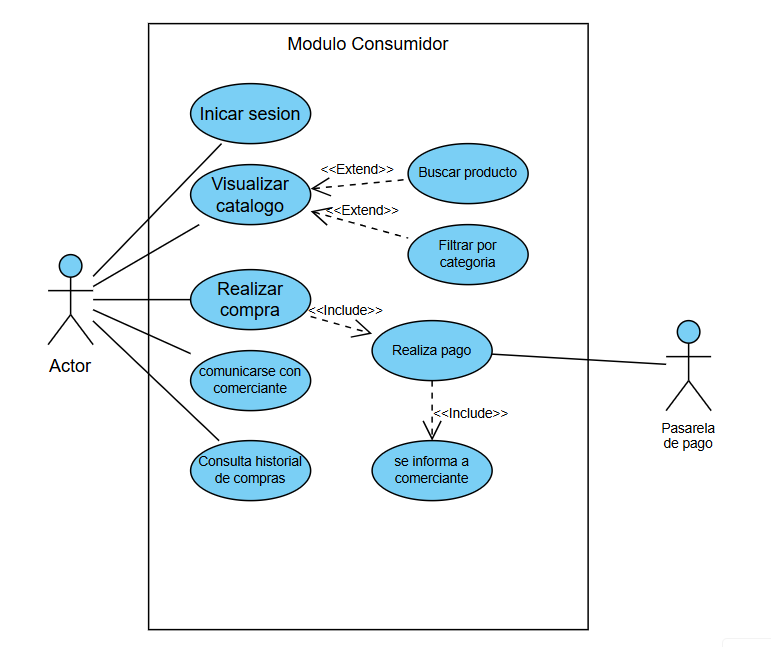 Modulo Consumidor
Inicar sesion
Visualizar
catalogo
<<Extend>>
Buscar producto
<<Extend>>
Filtrar por
categoria
Realizar
compra
<<Include>>
Realiza pago
Actor
comunicarse con
comerciante
<<Include>>
Pasarela
de pago
Consulta historial
de compras
se informa a
comerciante